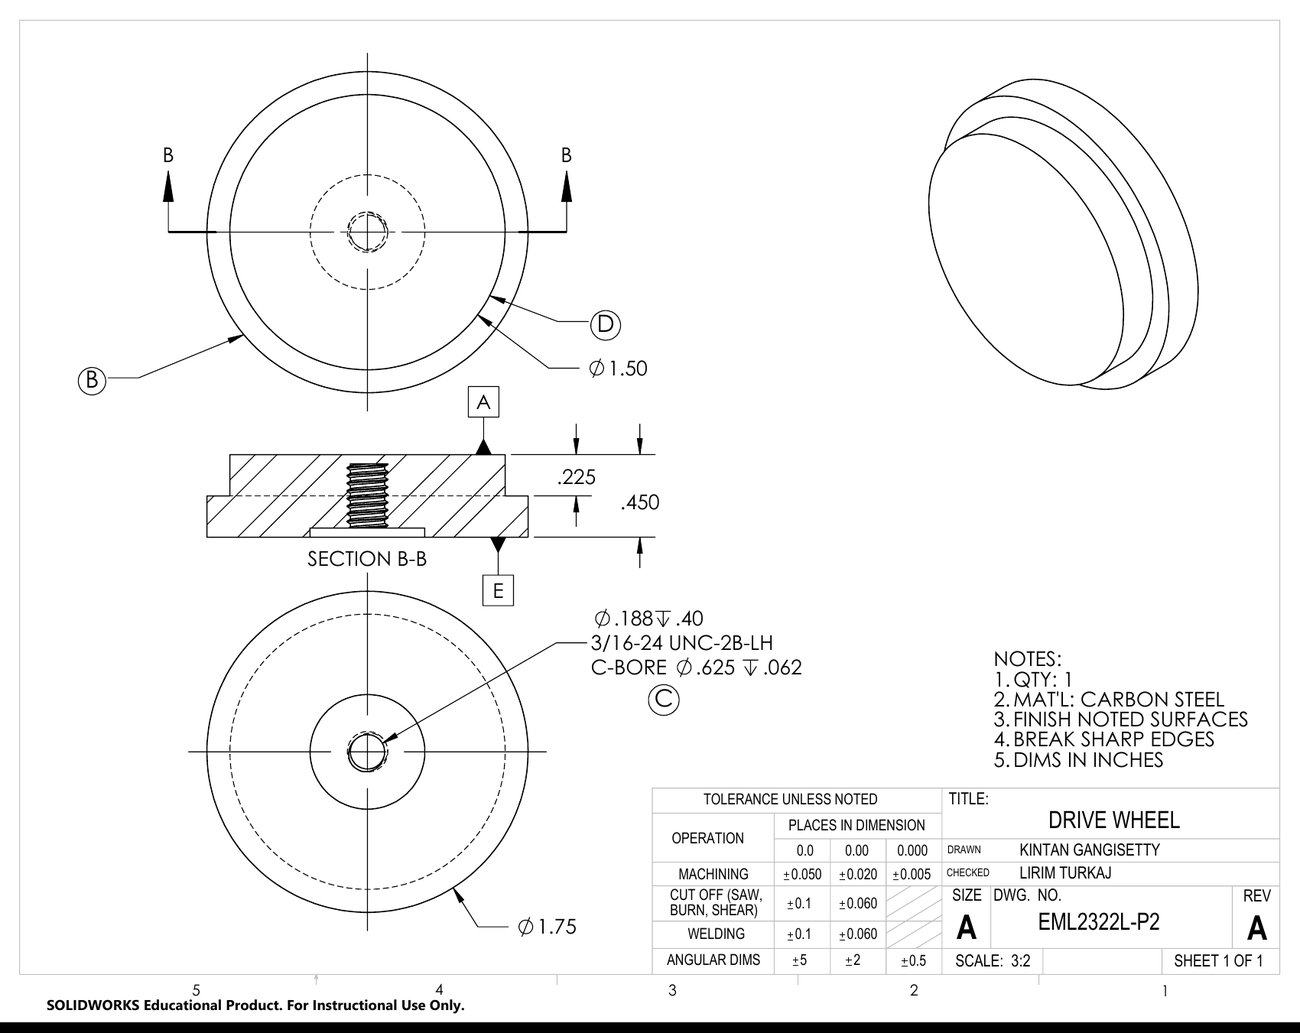 B
B
D
∅1.50
B
A
.225
.450
SECTION B-B
E
∅.188↧.40
3/16-24 UNC-2B-LH
C-BORE ∅.625 ↧.062
C
∅1.75
NOTES:
1. QTY: 1
2. MAT'L: CARBON STEEL
3. FINISH NOTED SURFACES
4. BREAK SHARP EDGES
5. DIMS IN INCHES
TOLERANCE UNLESS NOTED
OPERATION
PLACES IN DIMENSION
0.0 0.00 0.000
MACHINING ±0.050 ±0.020 ±0.005
CUT OFF (SAW,
BURN, SHEAR) ±0.1 ±0.060
WELDING ±0.1 ±0.060
ANGULAR DIMS ±5 ±2 ±0.5
TITLE:
DRIVE WHEEL
DRAWN KINTAN GANGISETTY
CHECKED LIRIM TURKAJ
SIZE DWG. NO. REV
A EML2322L-P2 A
SCALE: 3:2 SHEET 1 OF 1
5 4 3 2 1
SOLIDWORKS Educational Product. For Instructional Use Only.